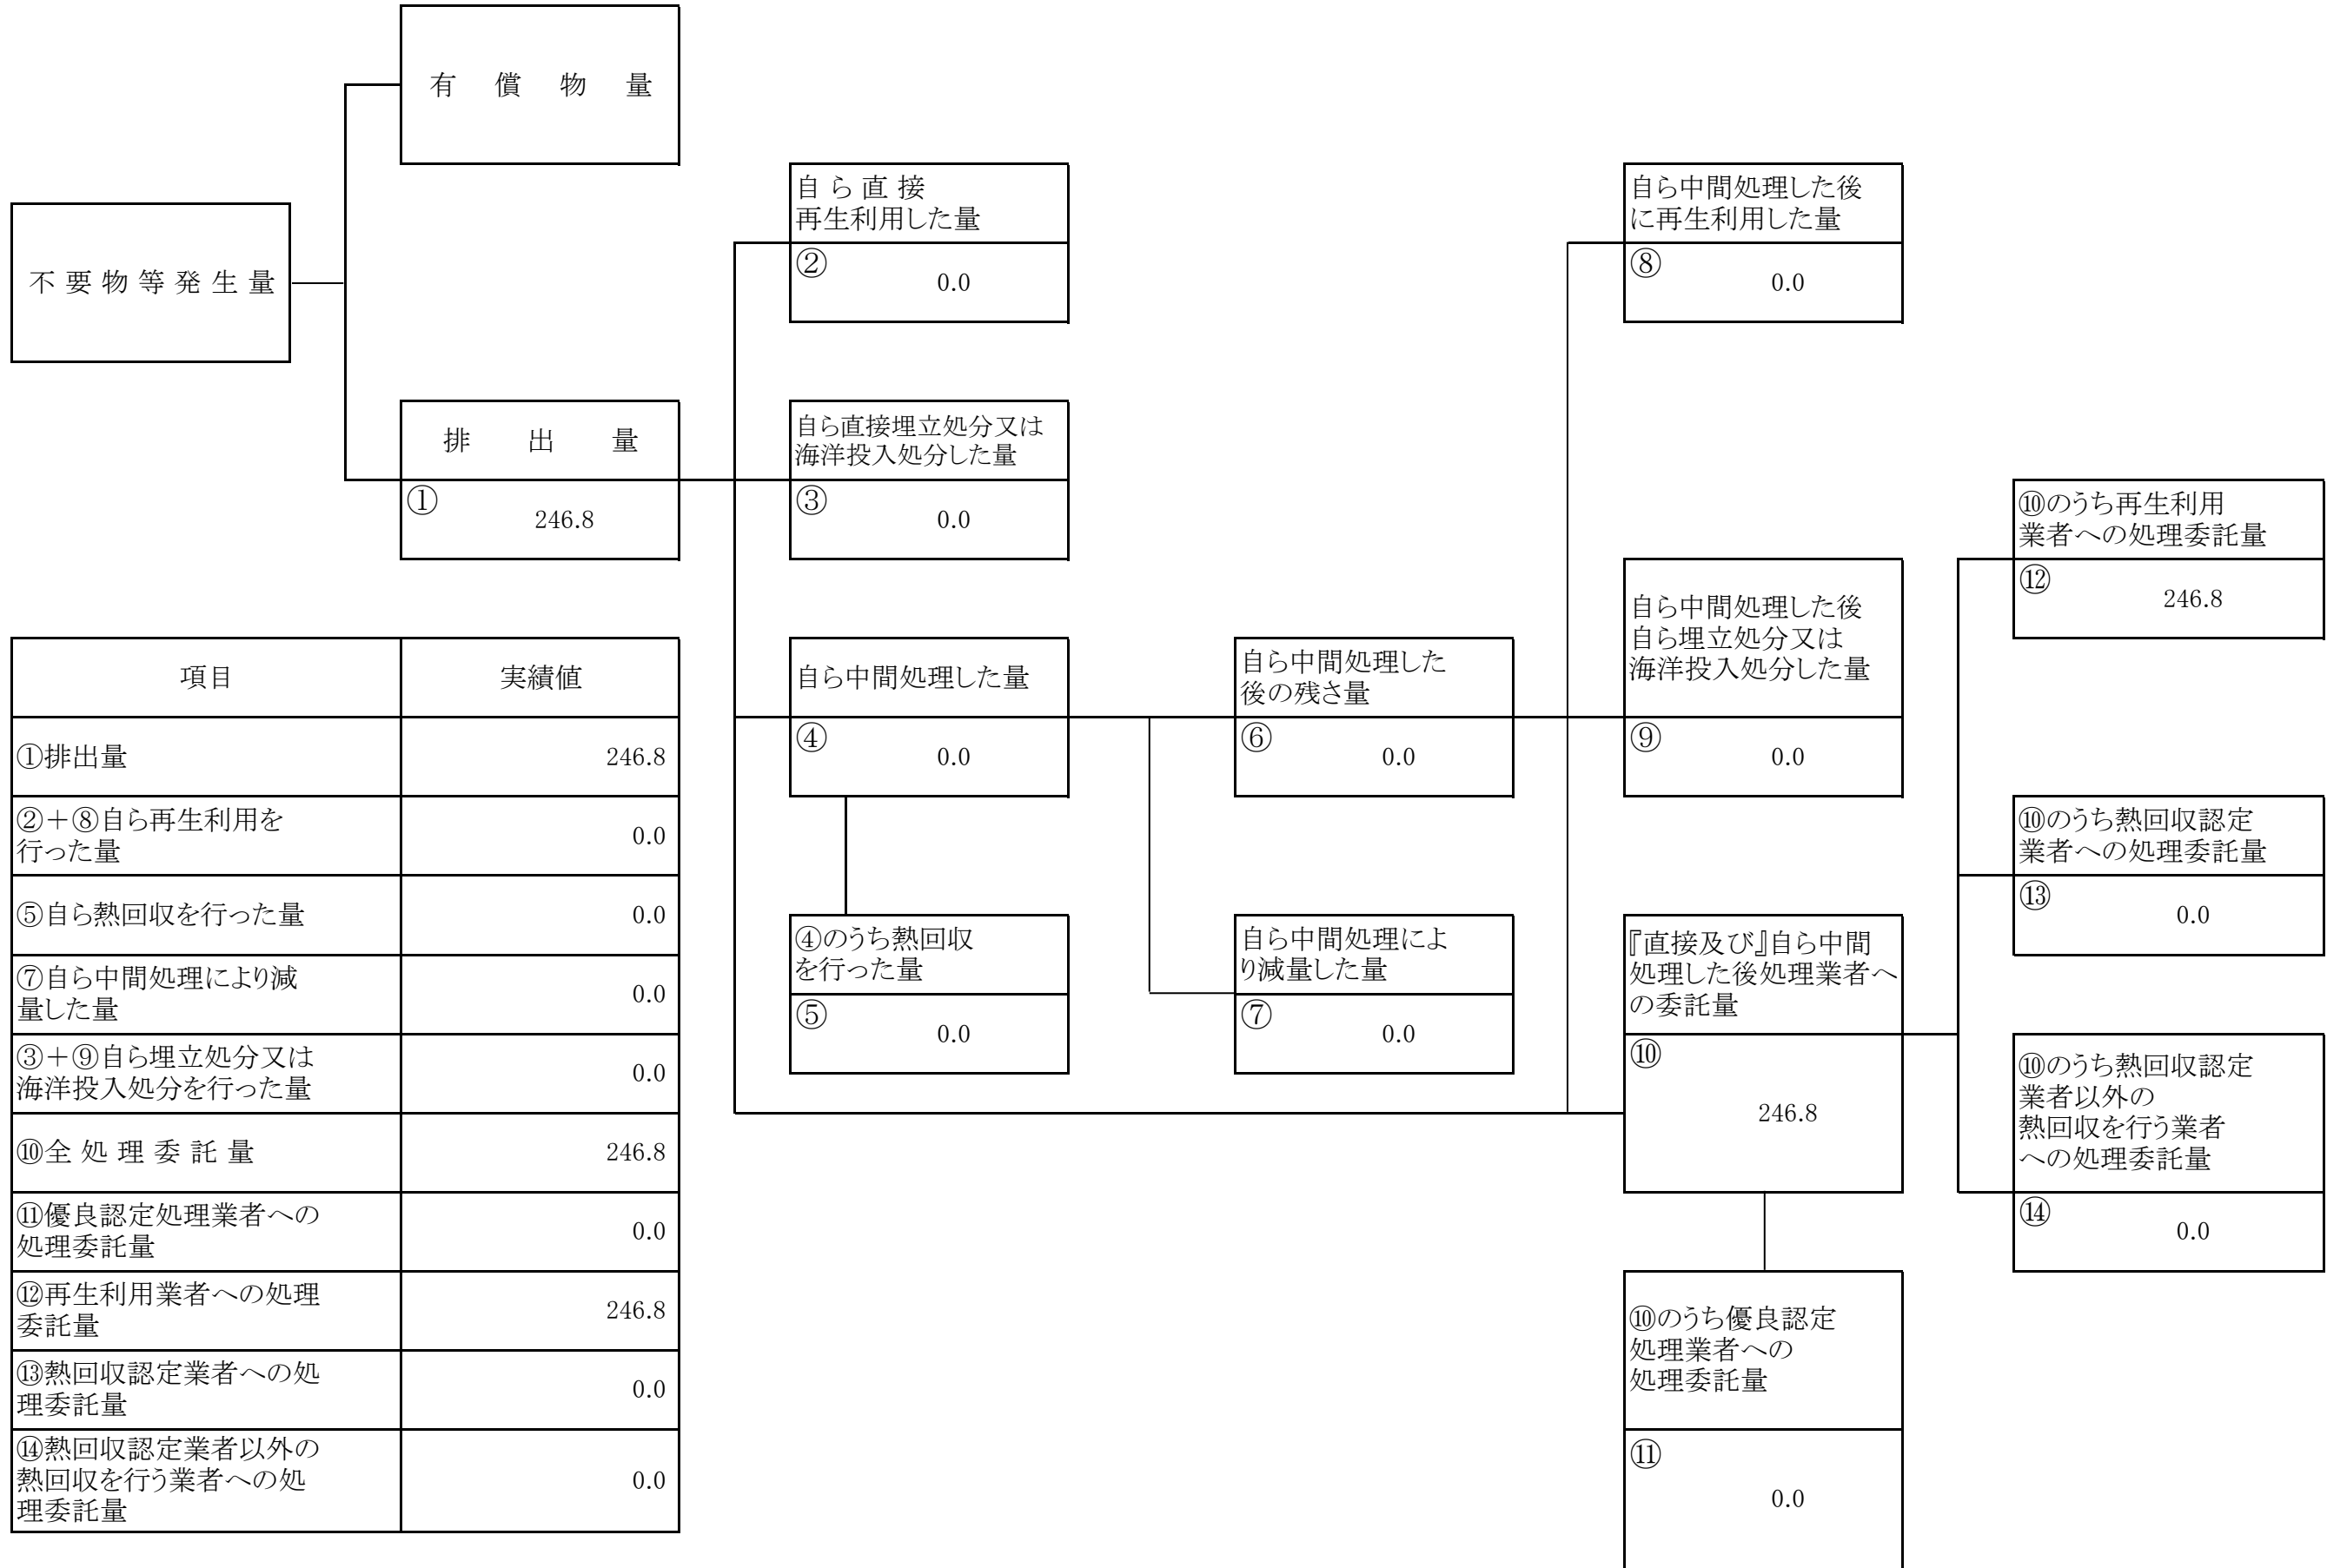 有　償　物　量
不 要 物 等 発 生 量
排　出　量
①
246.8
自 ら 直 接
再生利用した量
②
0.0
自ら直接埋立処分又は
海洋投入処分した量
③
0.0
自ら中間処理した量
④
0.0
④のうち熱回収
を行った量
⑤
0.0
自ら中間処理した
後の残さ量
⑥
0.0
自ら中間処理によ
り減量した量
⑦
0.0
自ら中間処理した後
に再生利用した量
⑧
0.0
自ら中間処理した後
自ら埋立処分又は
海洋投入処分した量
⑨
0.0
『直接及び』自ら中間
処理した後処理業者へ
の委託量
⑩
246.8
⑩のうち優良認定
処理業者への
処理委託量
⑪
0.0
⑩のうち再生利用
業者への処理委託量
⑫
246.8
⑩のうち熱回収認定
業者への処理委託量
⑬
0.0
⑩のうち熱回収認定
業者以外の
熱回収を行う業者
への処理委託量
⑭
0.0
項目　実績値
①排出量　246.8
②＋⑧自ら再生利用を
行った量　0.0
⑤自ら熱回収を行った量　0.0
⑦自ら中間処理により減
量した量　0.0
③＋⑨自ら埋立処分又は
海洋投入処分を行った量　0.0
⑩全 処 理 委 託 量　246.8
⑪優良認定処理業者への
処理委託量　0.0
⑫再生利用業者への処理
委託量　246.8
⑬熱回収認定業者への処
理委託量　0.0
⑭熱回収認定業者以外の
熱回収を行う業者への処
理委託量　0.0